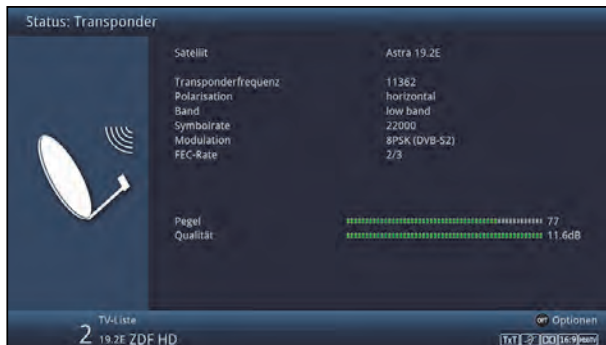 Status: Transponder
Satellit Astra 19.2E
Transponderfrequenz 11362
Polarisation horizontal
Band low band
Symbolrate 22000
Modulation 8PSK (DVB-S2)
FEC-Rate 2/3
Pegel 77
Qualität 11.6dB
TV-Liste
OPT Optionen
2 19.2E ZDF HD
TXT 16:9